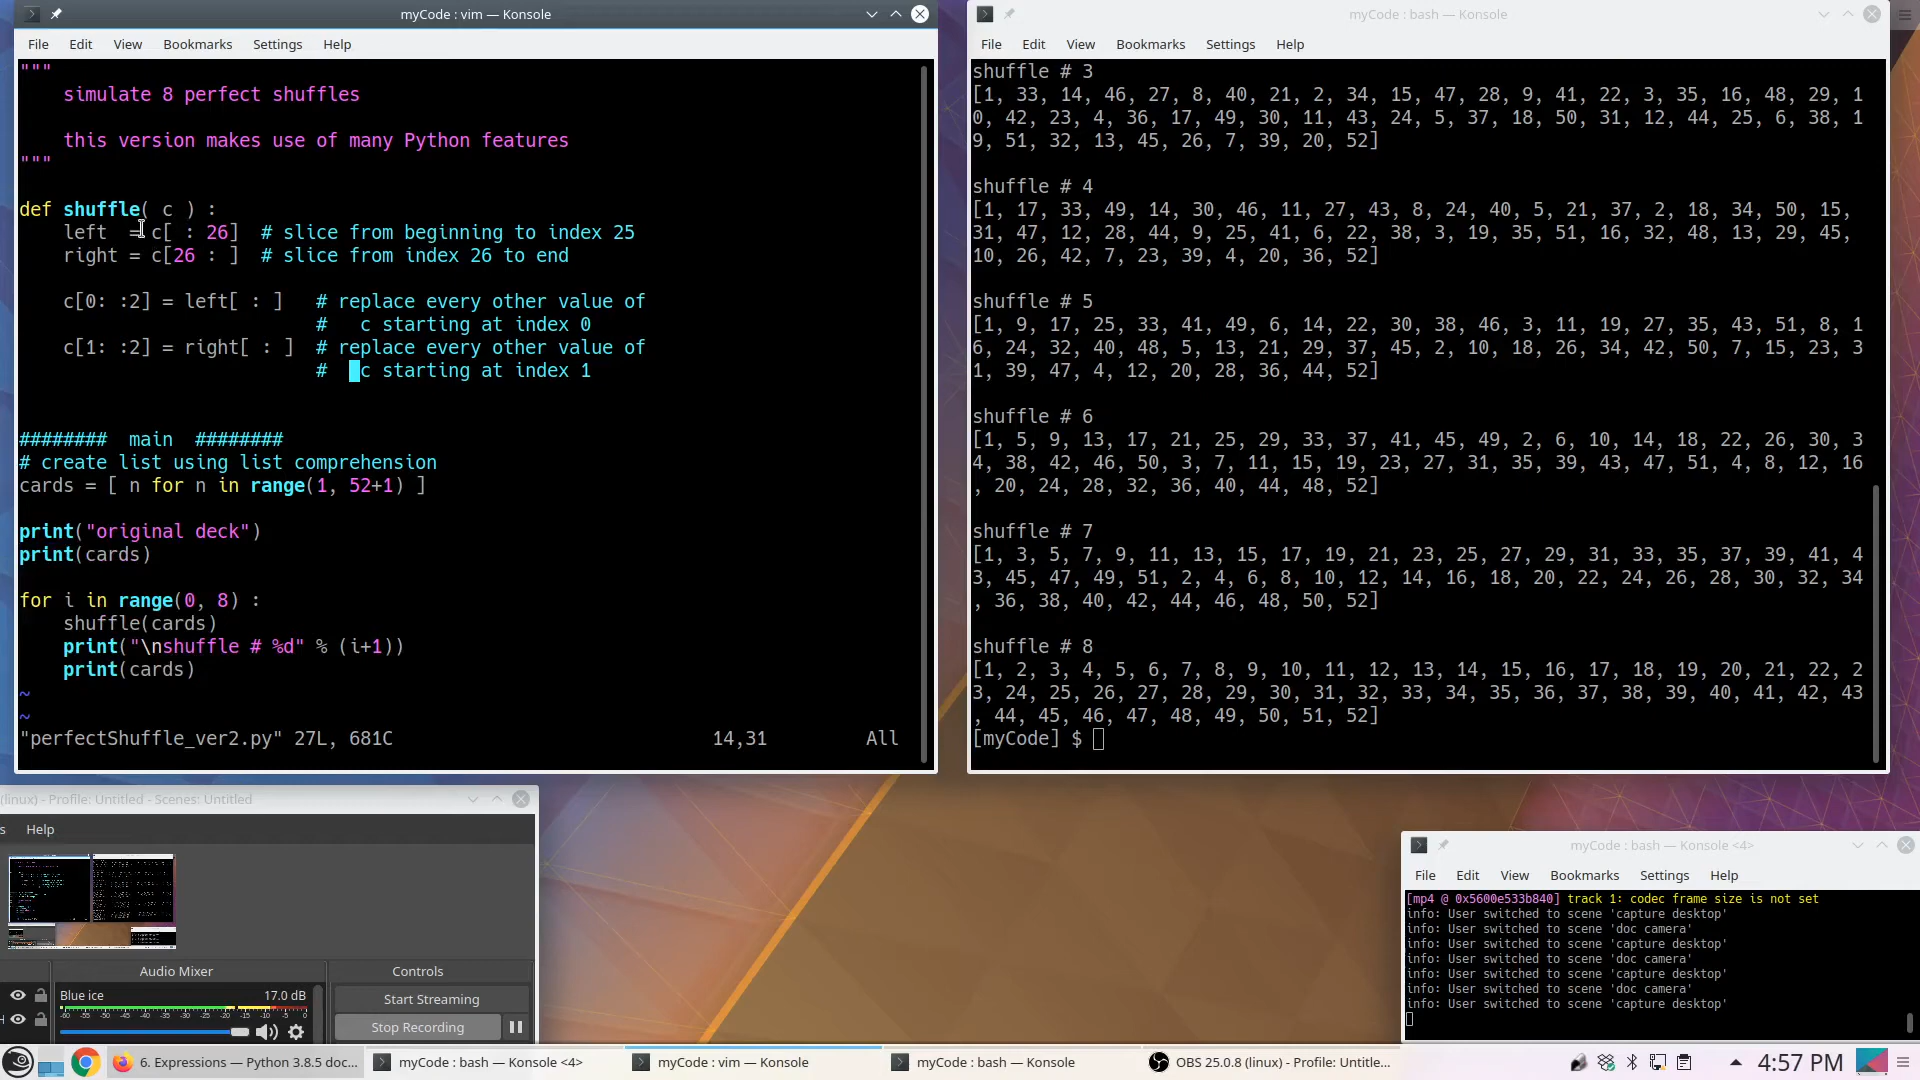 myCode : vim — Konsole
File Edit View Bookmarks Settings Help
"""
simulate 8 perfect shuffles
this version makes use of many Python features
"""
def shuffle( c ) :
left  = c[ : 26]  # slice from beginning to index 25
right = c[26 : ]  # slice from index 26 to end
c[0: :2] = left[ : ]   # replace every other value of
#   c starting at index 0
c[1: :2] = right[ : ]  # replace every other value of
#   c starting at index 1
########  main  ########
# create list using list comprehension
cards = [ n for n in range(1, 52+1) ]
print("original deck")
print(cards)
for i in range(0, 8) :
shuffle(cards)
print("\nshuffle # %d" % (i+1))
print(cards)
~
~
"perfectShuffle_ver2.py" 27L, 681C 14,31 All
myCode : bash — Konsole
File Edit View Bookmarks Settings Help
shuffle # 3
[1, 33, 14, 46, 27, 8, 40, 21, 2, 34, 15, 47, 28, 9, 41, 22, 3, 35, 16, 48, 29, 1
0, 42, 23, 4, 36, 17, 49, 30, 11, 43, 24, 5, 37, 18, 50, 31, 12, 44, 25, 6, 38, 1
9, 51, 32, 13, 45, 26, 7, 39, 20, 52]
shuffle # 4
[1, 17, 33, 49, 14, 30, 46, 11, 27, 43, 8, 24, 40, 5, 21, 37, 2, 18, 34, 50, 15,
31, 47, 12, 28, 44, 9, 25, 41, 6, 22, 38, 3, 19, 35, 51, 16, 32, 48, 13, 29, 45,
10, 26, 42, 7, 23, 39, 4, 20, 36, 52]
shuffle # 5
[1, 9, 17, 25, 33, 41, 49, 6, 14, 22, 30, 38, 46, 3, 11, 19, 27, 35, 43, 51, 8, 1
6, 24, 32, 40, 48, 5, 13, 21, 29, 37, 45, 2, 10, 18, 26, 34, 42, 50, 7, 15, 23, 3
1, 39, 47, 4, 12, 20, 28, 36, 44, 52]
shuffle # 6
[1, 5, 9, 13, 17, 21, 25, 29, 33, 37, 41, 45, 49, 2, 6, 10, 14, 18, 22, 26, 30, 3
4, 38, 42, 46, 50, 3, 7, 11, 15, 19, 23, 27, 31, 35, 39, 43, 47, 51, 4, 8, 12, 16
, 20, 24, 28, 32, 36, 40, 44, 48, 52]
shuffle # 7
[1, 3, 5, 7, 9, 11, 13, 15, 17, 19, 21, 23, 25, 27, 29, 31, 33, 35, 37, 39, 41, 4
3, 45, 47, 49, 51, 2, 4, 6, 8, 10, 12, 14, 16, 18, 20, 22, 24, 26, 28, 30, 32, 34
, 36, 38, 40, 42, 44, 46, 48, 50, 52]
shuffle # 8
[1, 2, 3, 4, 5, 6, 7, 8, 9, 10, 11, 12, 13, 14, 15, 16, 17, 18, 19, 20, 21, 22, 2
3, 24, 25, 26, 27, 28, 29, 30, 31, 32, 33, 34, 35, 36, 37, 38, 39, 40, 41, 42, 43
, 44, 45, 46, 47, 48, 49, 50, 51, 52]
[myCode] $
(linux) - Profile: Untitled - Scenes: Untitled
s Help
Audio Mixer
Blue ice 17.0 dB
-60 -55 -50 -45 -40 -35 -30 -25 -20 -15 -10 -5 0
Controls
Start Streaming
Stop Recording
myCode : bash — Konsole <4>
File Edit View Bookmarks Settings Help
[mp4 @ 0x5600e533b840] track 1: codec frame size is not set
info: User switched to scene 'capture desktop'
info: User switched to scene 'doc camera'
info: User switched to scene 'capture desktop'
info: User switched to scene 'doc camera'
info: User switched to scene 'capture desktop'
info: User switched to scene 'doc camera'
info: User switched to scene 'capture desktop'
6. Expressions — Python 3.8.5 doc... myCode : bash — Konsole <4> myCode : vim — Konsole myCode : bash — Konsole OBS 25.0.8 (linux) - Profile: Untitle... 4:57 PM